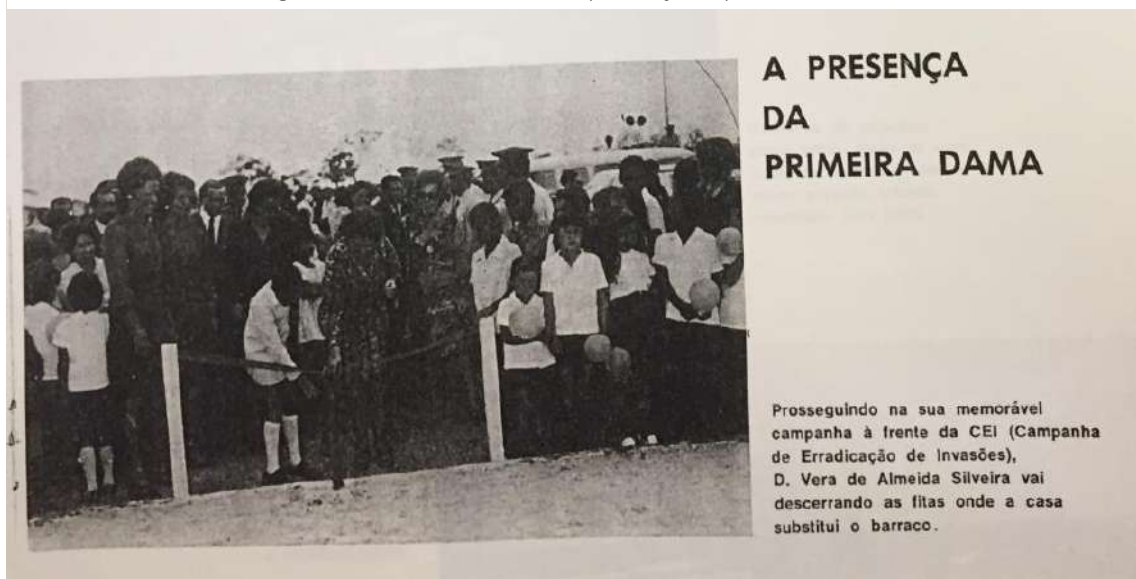 A PRESENÇA
DA
PRIMEIRA DAMA
Prosseguindo na sua memorável
campanha à frente da CEI (Campanha
de Erradicação de Invasões),
D. Vera de Almeida Silveira vai
descerrando as fitas onde a casa
substitui o barraco.